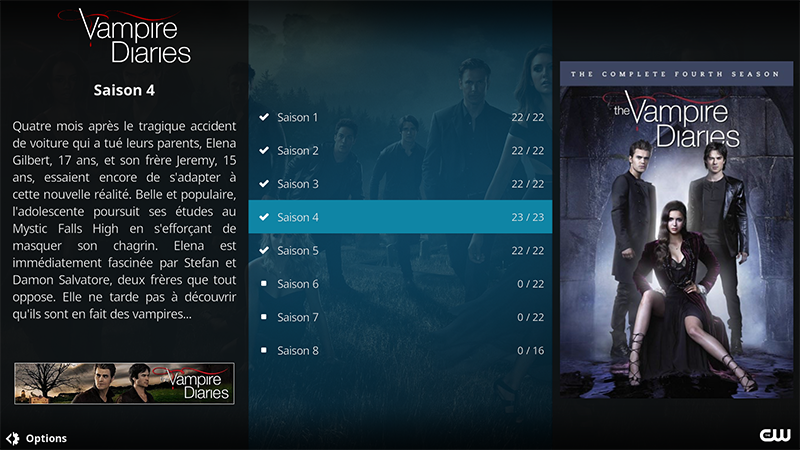 Vampire
Diaries
Saison 4
Quatre mois après le tragique accident
de voiture qui a tué leurs parents, Elena
Gilbert, 17 ans, et son frère Jeremy, 15
ans, essaient encore de s'adapter à
cette nouvelle réalité. Belle et populaire,
l'adolescente poursuit ses études au
Mystic Falls High en s'efforçant de
masquer son chagrin. Elena est
immédiatement fascinée par Stefan et
Damon Salvatore, deux frères que tout
oppose. Elle ne tarde pas à découvrir
qu'ils sont en fait des vampires...
the Vampire
Diaries
Options
Saison 1 22 / 22
Saison 2 22 / 22
Saison 3 22 / 22
Saison 4 23 / 23
Saison 5 22 / 22
Saison 6 0 / 22
Saison 7 0 / 22
Saison 8 0 / 16
THE COMPLETE FOURTH SEASON
the Vampire
Diaries
CW